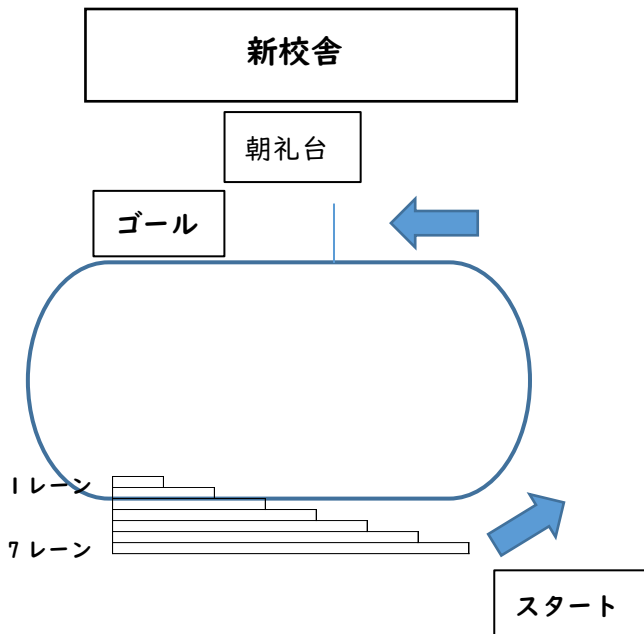 新校舎
朝礼台
ゴール
1レーン
7レーン
スタート